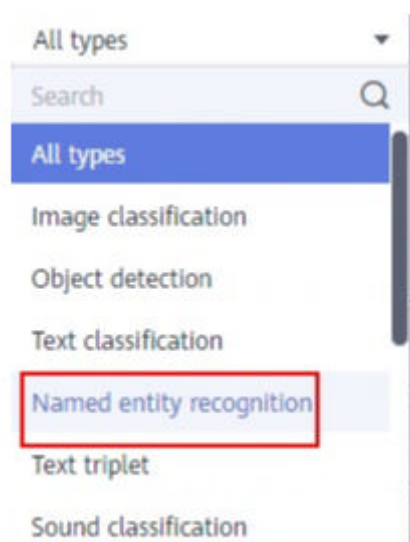 All types
Search
All types
Image classification
Object detection
Text classification
Named entity recognition
Text triplet
Sound classification